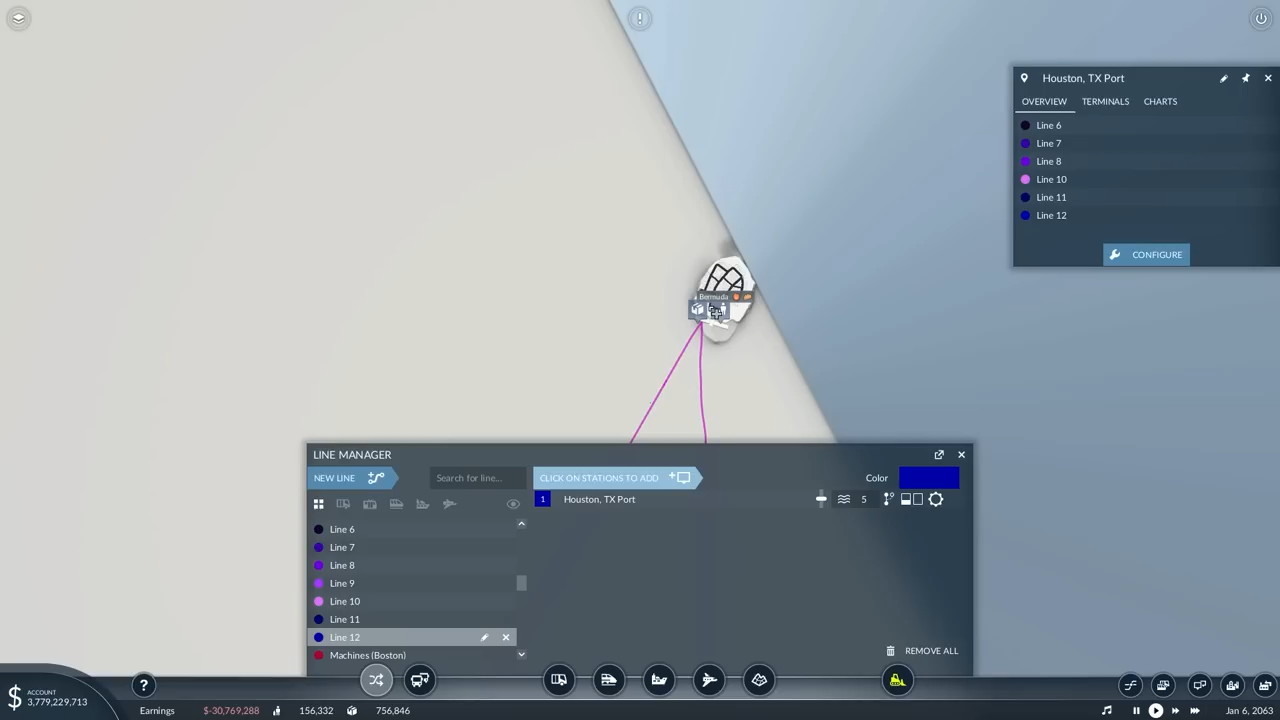 Houston, TX Port
OVERVIEW TERMINALS CHARTS
Line 6
Line 7
Line 8
Line 10
Line 11
Line 12
CONFIGURE
Bermuda
LINE MANAGER
NEW LINE
Search for line...
CLICK ON STATIONS TO ADD
Color
1 Houston, TX Port 5
Line 6
Line 7
Line 8
Line 9
Line 10
Line 11
Line 12
Machines (Boston)
REMOVE ALL
$ ACCOUNT
3,779,229,713
?
!
Earnings $-30,769,288 156,332 756,846
Jan 6, 2063